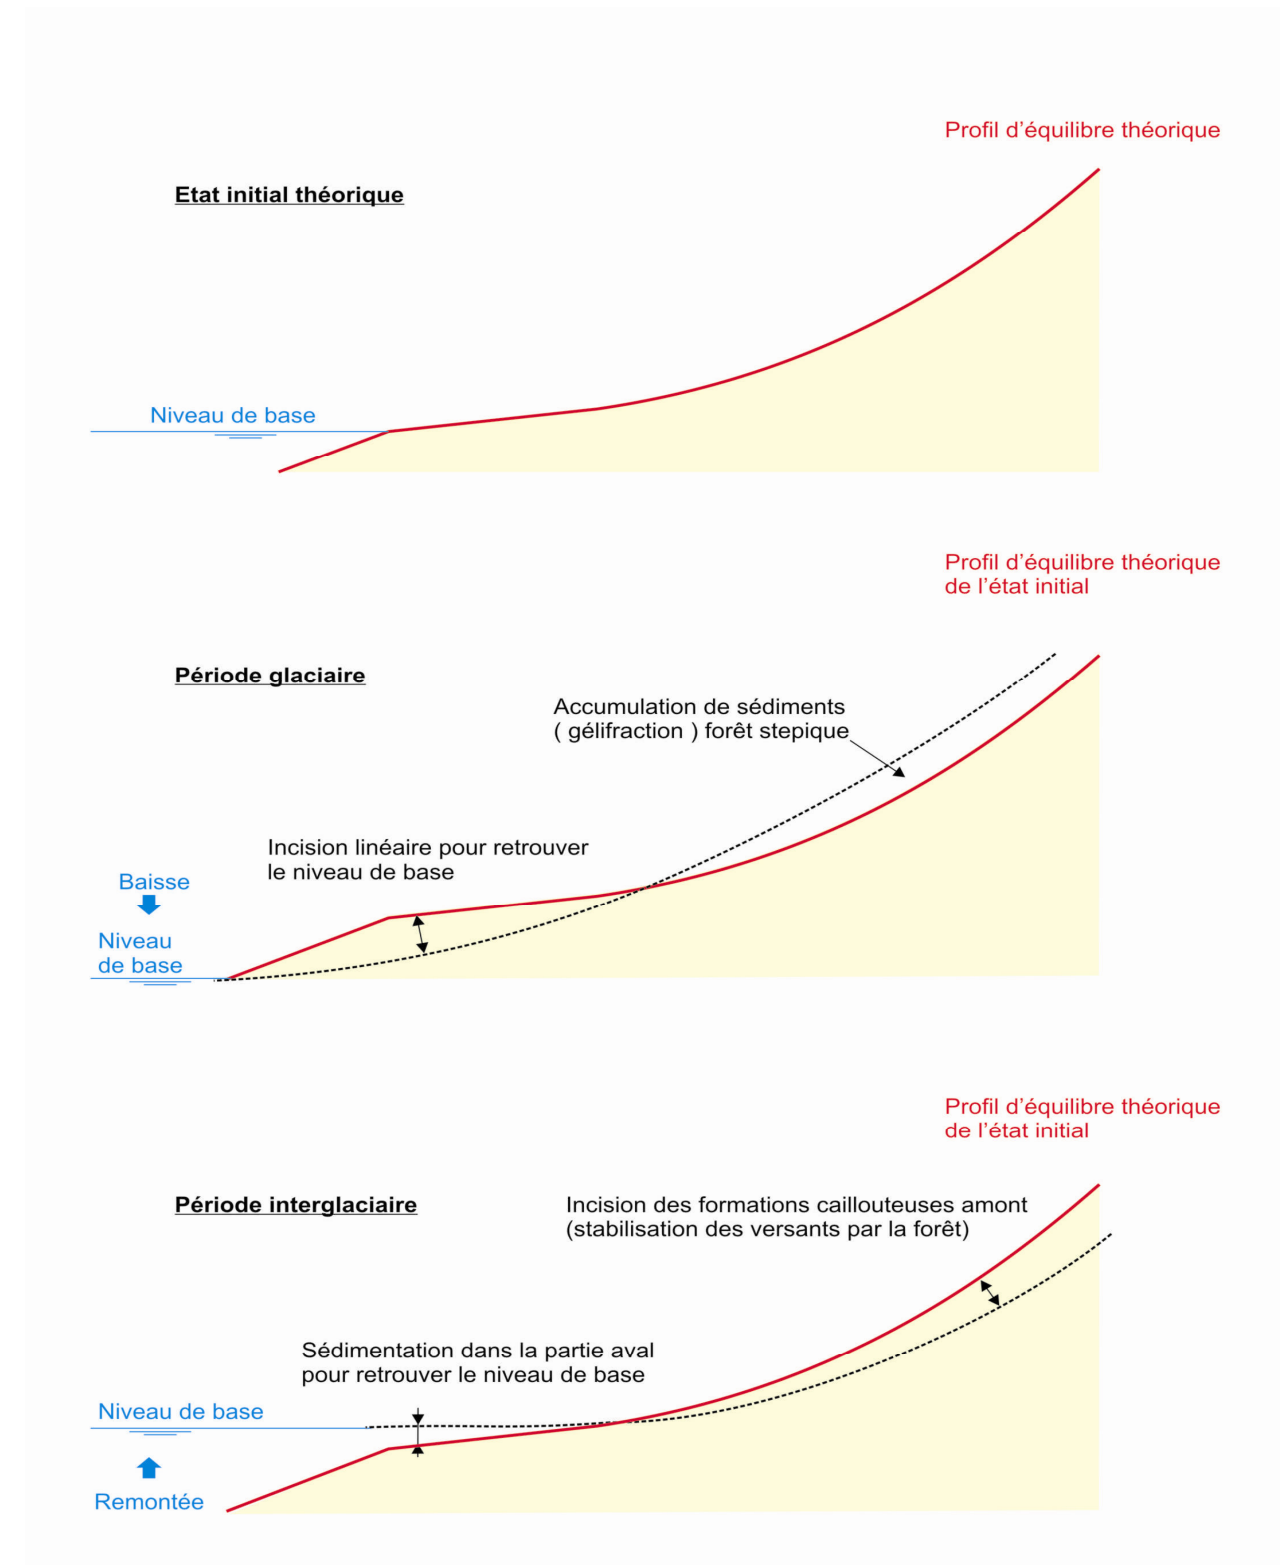 Profil d'équilibre théorique
Etat initial théorique
Niveau de base
Profil d'équilibre théorique
de l'état initial
Période glaciaire
Accumulation de sédiments
( gélifraction ) forêt stepique
Incision linéaire pour retrouver
le niveau de base
Baisse
Niveau
de base
Profil d'équilibre théorique
de l'état initial
Période interglaciaire
Incision des formations caillouteuses amont
(stabilisation des versants par la forêt)
Sédimentation dans la partie aval
pour retrouver le niveau de base
Niveau de base
Remontée